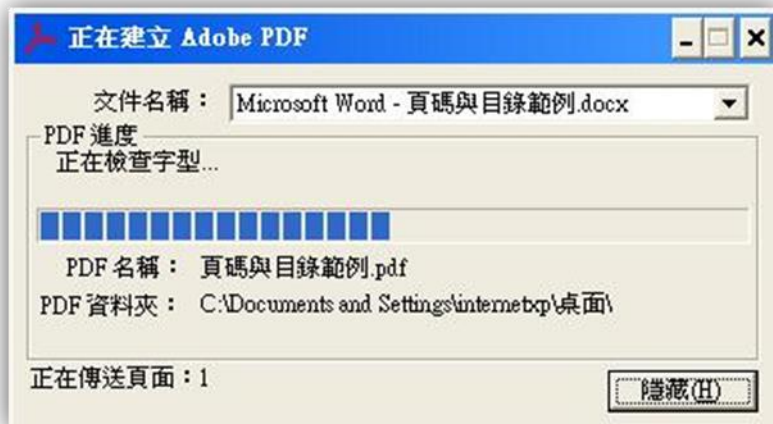 正在建立 Adobe PDF
文件名稱： Microsoft Word - 頁碼與目錄範例.docx
PDF 進度
正在檢查字型...
PDF 名稱： 頁碼與目錄範例.pdf
PDF 資料夾： C:\Documents and Settings\internetxp\桌面\
正在傳送頁面：1
隱藏(H)